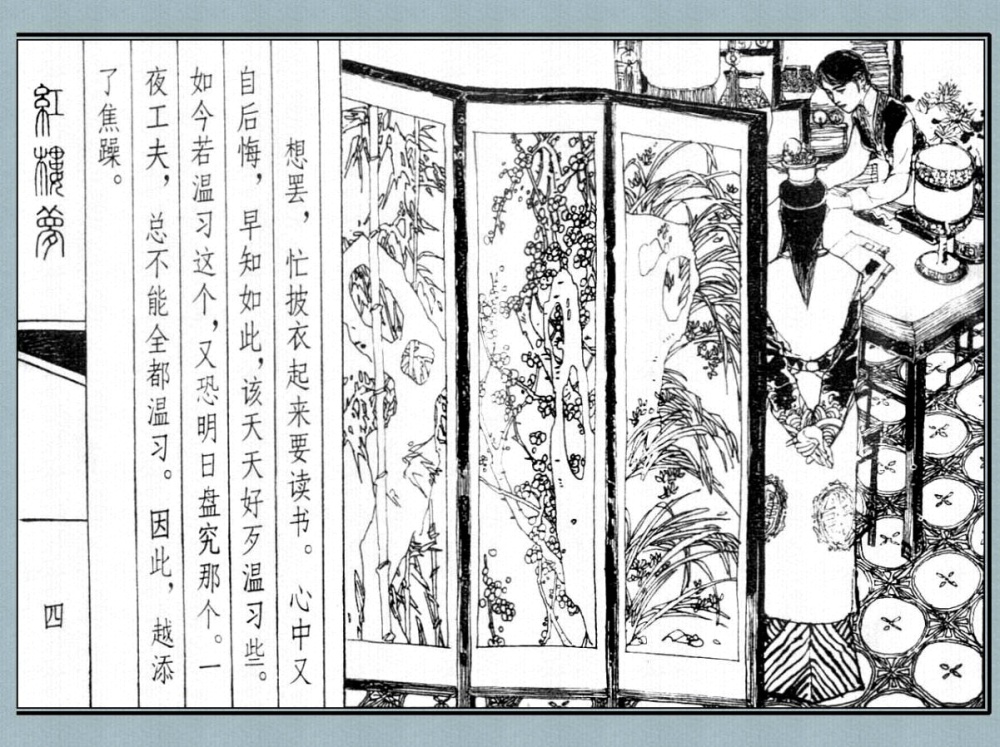 想罢，忙披衣起来要读书。心中又
自后悔，早知如此，该天天好歹温习些。
如今若温习这个，又恐明日盘究那个。一
夜工夫，总不能全都温习。因此，越添
了焦躁。
紅樓夢
四